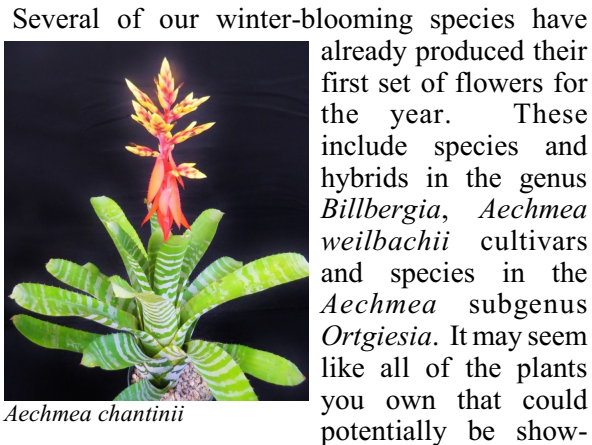 Several of our winter-blooming species have
already produced their
first set of flowers for
the year. These
include species and
hybrids in the genus
Billbergia, Aechmea
weilbachii cultivars
and species in the
Aechmea subgenus
Ortgiesia. It may seem
like all of the plants
you own that could
potentially be show-
Aechmea chantinii